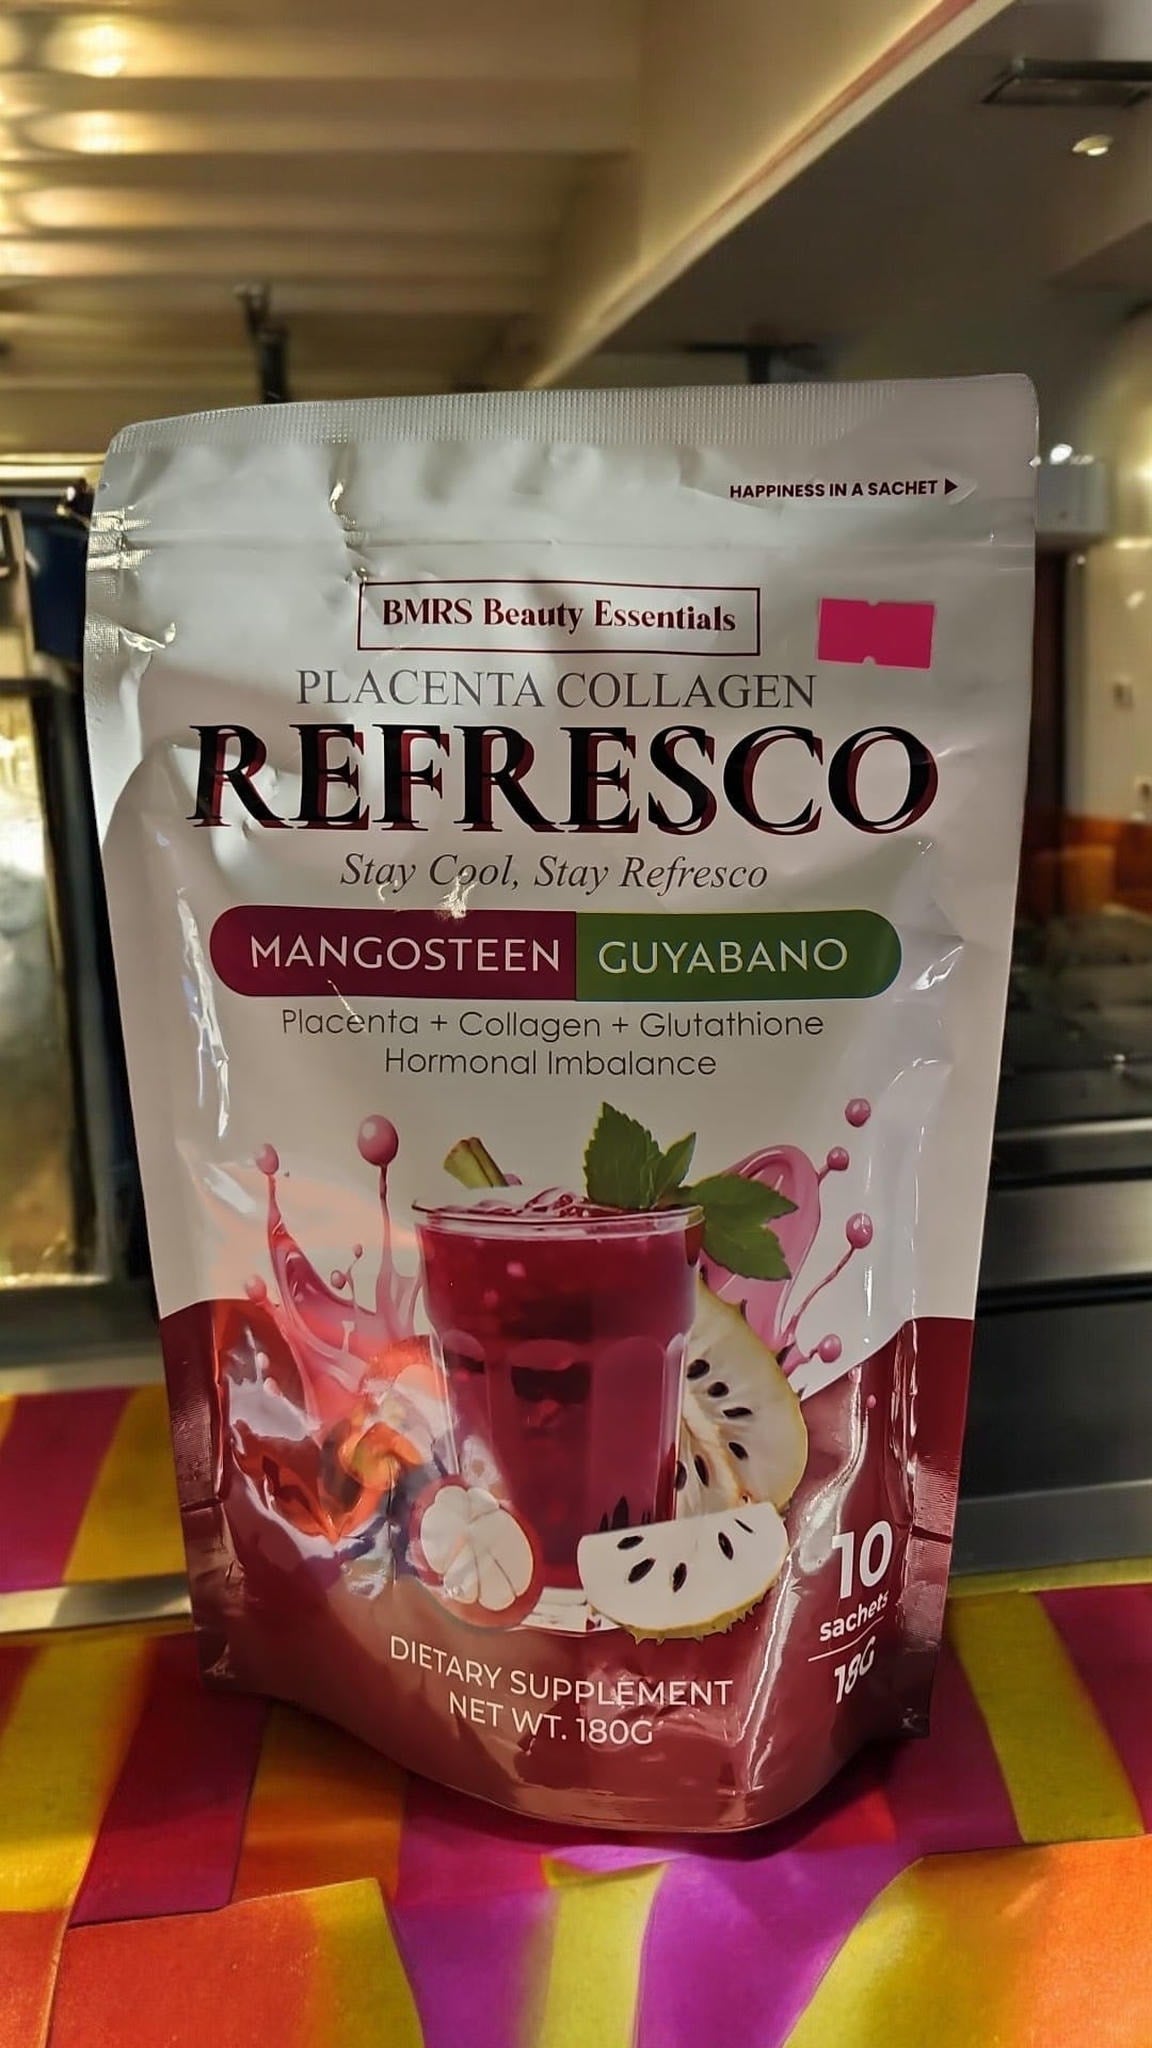 HAPPINESS IN A SACHET
BMRS Beauty Essentials
PLACENTA COLLAGEN
REFRESCO
Stay Cool, Stay Refresco
MANGOSTEEN GUYABANO
Placenta + Collagen + Glutathione
Hormonal Imbalance
10
sachets
18G
DIETARY SUPPLEMENT
NET WT. 180G